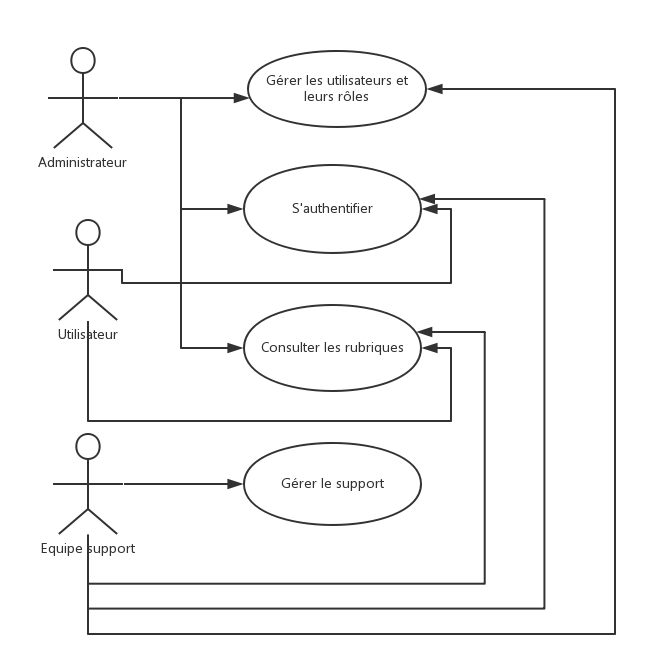 Gérer les utilisateurs et
leurs rôles
Administrateur
S'authentifier
Utilisateur
Consulter les rubriques
Gérer le support
Equipe support